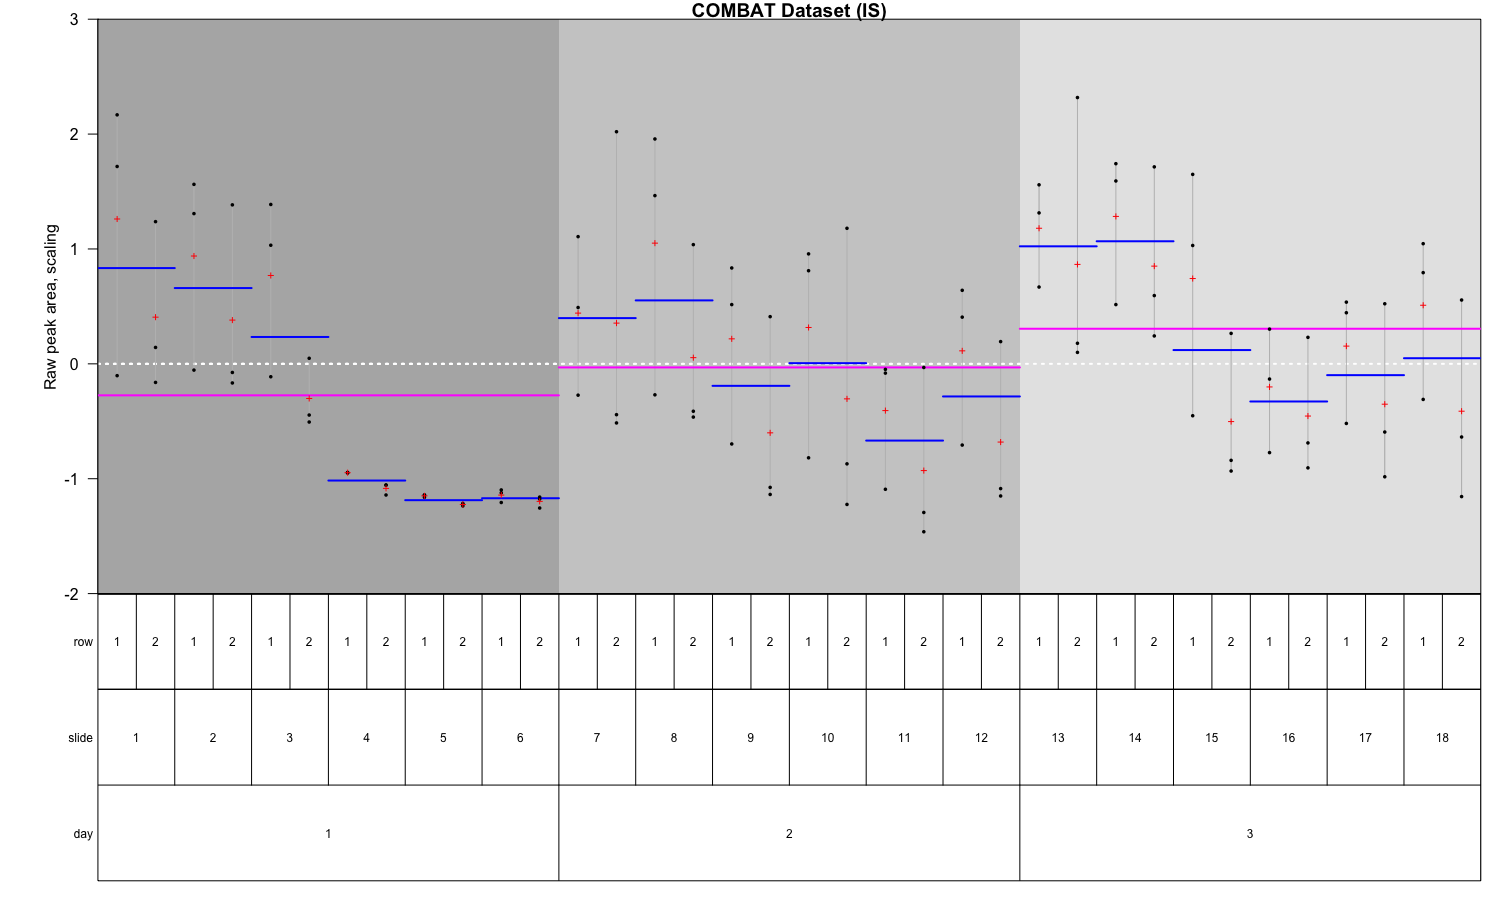 COMBAT Dataset (IS)
Raw peak area, scaling
3
2
1
0
-1
-2
row 1 2 1 2 1 2 1 2 1 2 1 2 1 2 1 2 1 2 1 2 1 2 1 2 1 2 1 2 1 2 1 2 1 2 1 2
slide 1 2 3 4 5 6 7 8 9 10 11 12 13 14 15 16 17 18
day 1 2 3